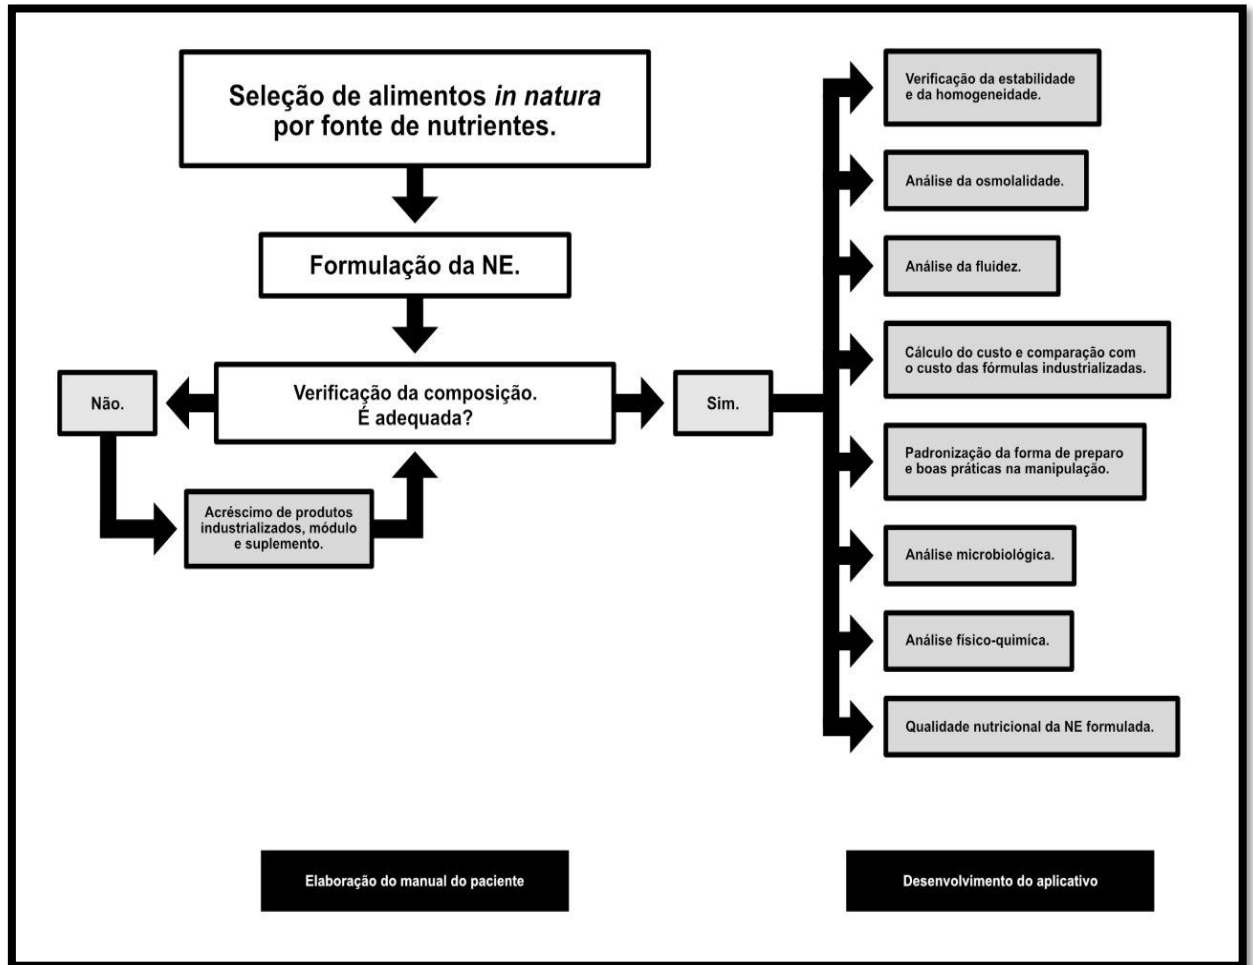 Seleção de alimentos in natura
por fonte de nutrientes.
Formulação da NE.
Verificação da composição.
É adequada?
Não.
Sim.
Acréscimo de produtos
industrializados, módulo
e suplemento.
Verificação da estabilidade
e da homogeneidade.
Análise da osmolalidade.
Análise da fluidez.
Cálculo do custo e comparação com
o custo das fórmulas industrializadas.
Padronização da forma de preparo
e boas práticas na manipulação.
Análise microbiológica.
Análise físico-quimíca.
Qualidade nutricional da NE formulada.
Elaboração do manual do paciente
Desenvolvimento do aplicativo